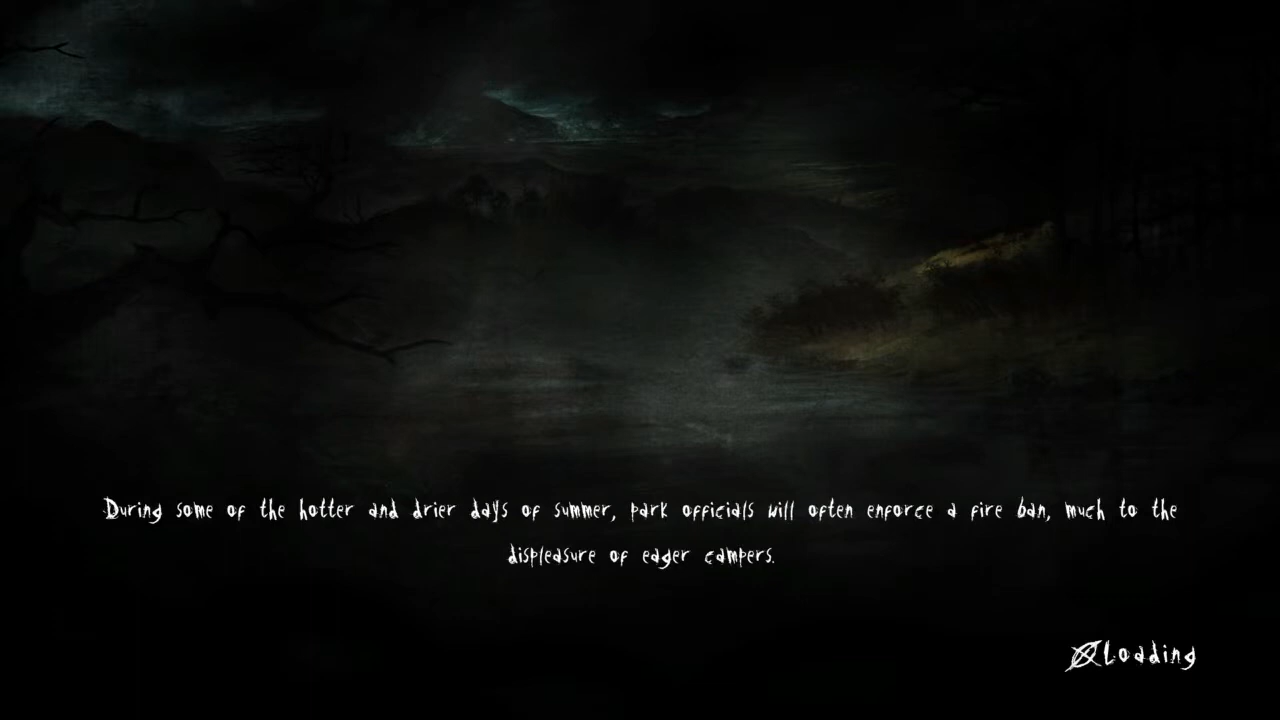 During some of the hotter and drier days of summer, park officials will often enforce a fire ban, much to the
displeasure of eager campers.
Loading